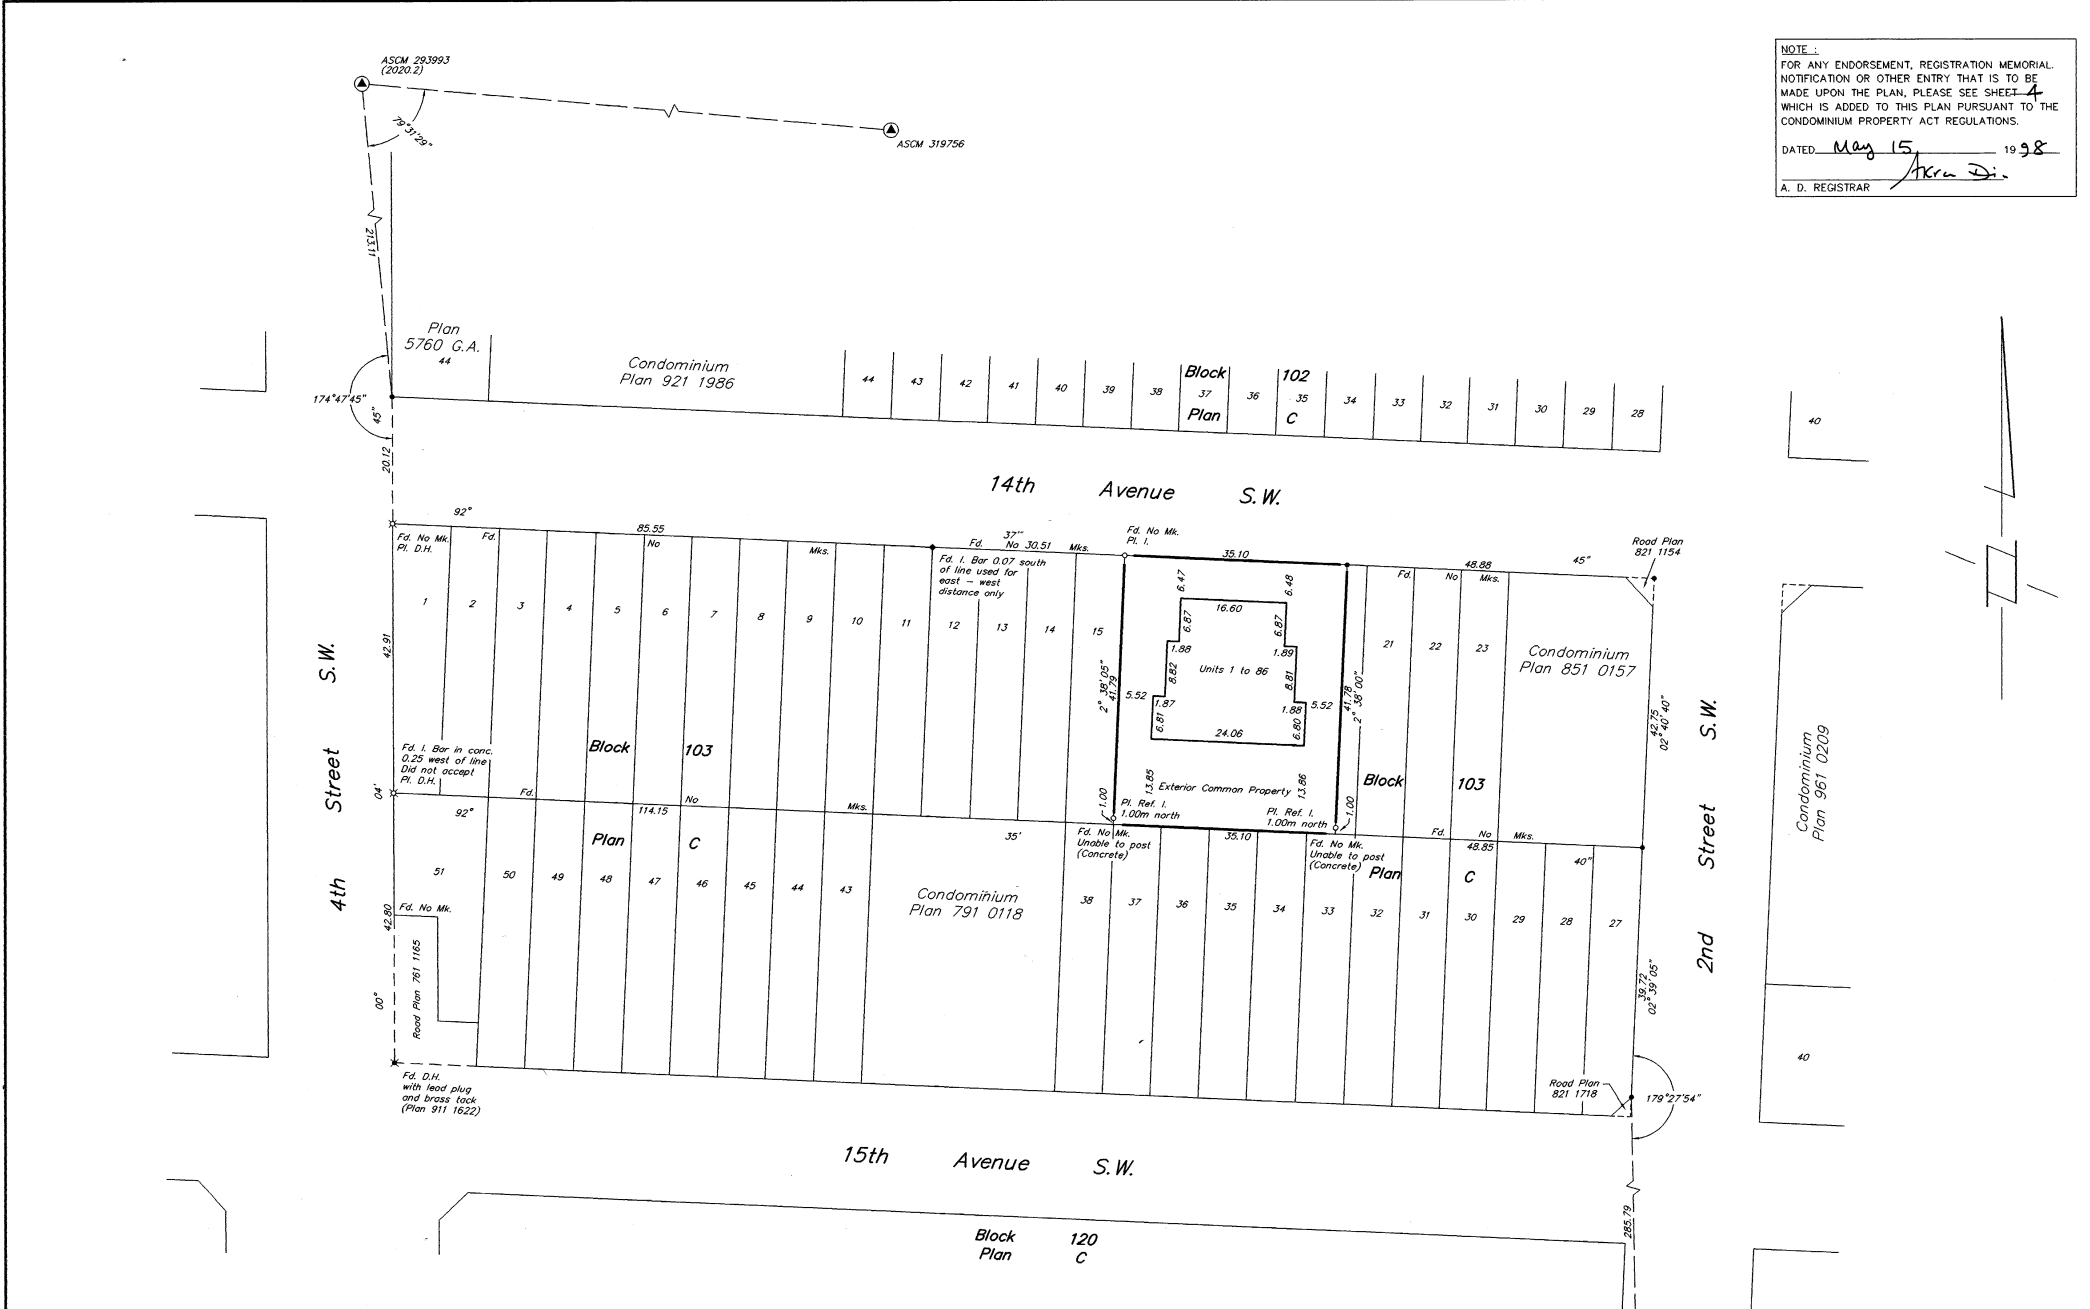 ASCM 293993
(2020.2)
79°31'29"
ASCM 319756
213.11
NOTE :
FOR ANY ENDORSEMENT, REGISTRATION MEMORIAL.
NOTIFICATION OR OTHER ENTRY THAT IS TO BE
MADE UPON THE PLAN, PLEASE SEE SHEET 4
WHICH IS ADDED TO THIS PLAN PURSUANT TO THE
CONDOMINIUM PROPERTY ACT REGULATIONS.
DATED May 15 1998
A. D. REGISTRAR
Plan
5760 G.A.
44
Condominium
Plan 921 1986
44 43 42 41 40 39 38 37 36 35 34 33 32 31 30 29 28
Block 102
Plan C
40
174°47'45"
45"
20.12
14th Avenue S.W.
92° 85.55 37" 30.51 35.10 48.88 45"
Fd. No Mk.
Pl. D.H.
Fd. No Mks.
Fd. No Mks.
Fd. I. Bar 0.07 south
of line used for
east - west
distance only
Fd. No Mk.
Pl. I.
Fd. No Mks.
Road Plan
821 1154
1 2 3 4 5 6 7 8 9 10 11 12 13 14 15
6.47 6.48
16.60
6.87 6.87
1.88 1.89
Units 1 to 86
8.82 8.81
5.52 5.52
1.87 1.88
6.81 6.80
24.06
13.85 13.86
Exterior Common Property
2° 38' 05"
41.79
41.78
2° 38' 00"
21 22 23
Condominium
Plan 851 0157
42.75
02° 40' 40"
42.91
4th Street S.W.
2nd Street S.W.
Condominium
Plan 961 0209
Block 103
Block 103
Fd. I. Bar in conc.
0.25 west of line
Did not accept
Pl. D.H.
04'
1.00 1.00
Pl. Ref. I.
1.00m north
Pl. Ref. I.
1.00m north
Fd. No Mks.
92° 114.15 35' 35.10 48.85 40"
Fd. No Mks.
Fd. No Mk.
Unable to post
(Concrete)
Fd. No Mk.
Unable to post
(Concrete)
Plan C
Plan C
51 50 49 48 47 46 45 44 43
Condominium
Plan 791 0118
38 37 36 35 34 33 32 31 30 29 28 27
42.80
Fd. No Mk.
Road Plan 761 1165
00°
39.72
02° 39' 05"
40
Fd. D.H.
with lead plug
and brass tack
(Plan 911 1622)
Road Plan
821 1718
179°27'54"
15th Avenue S.W.
285.79
Block 120
Plan C